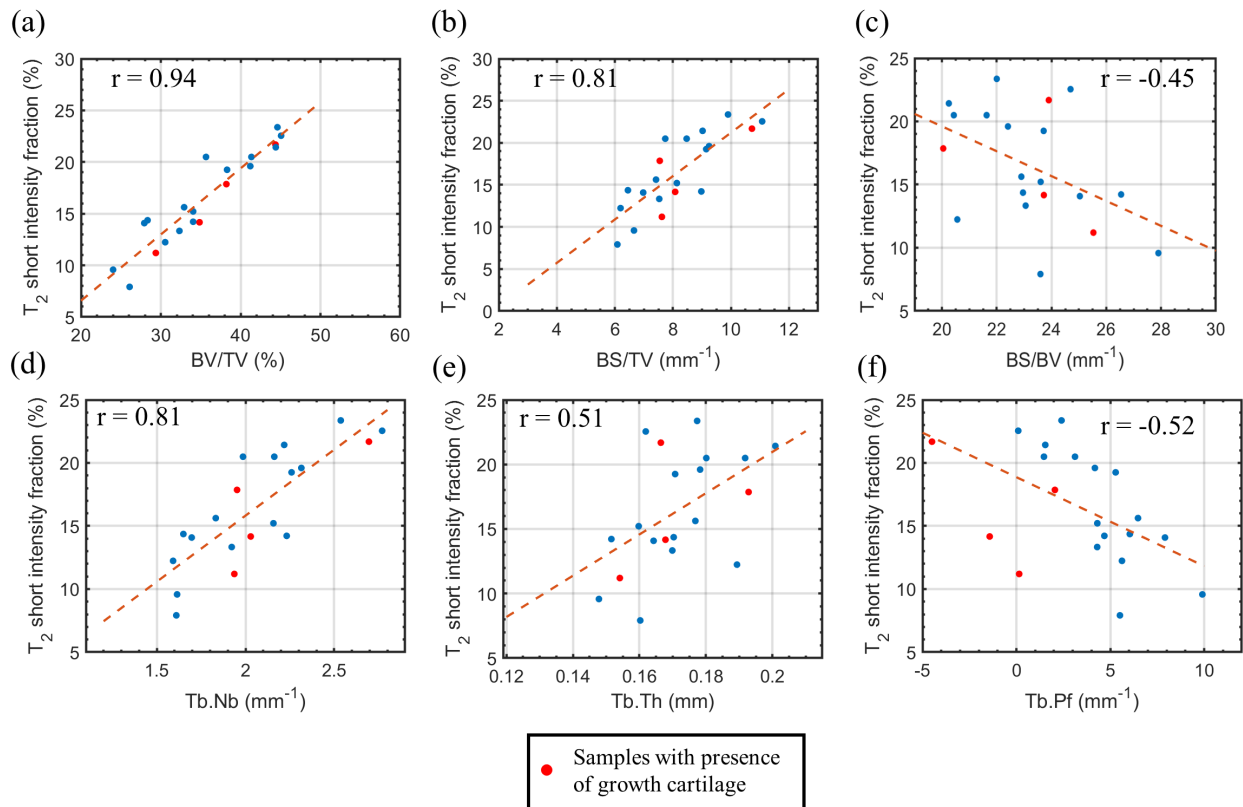 (a)
r = 0.94
T2 short intensity fraction (%)
30
25
20
15
10
5
20
30
40
50
60
BV/TV (%)
(b)
r = 0.81
T2 short intensity fraction (%)
30
25
20
15
10
5
0
2
4
6
8
10
12
BS/TV (mm-1)
(c)
r = -0.45
T2 short intensity fraction (%)
25
20
15
10
5
20
22
24
26
28
30
BS/BV (mm-1)
(d)
r = 0.81
T2 short intensity fraction (%)
25
20
15
10
5
1.5
2
2.5
Tb.Nb (mm-1)
(e)
r = 0.51
T2 short intensity fraction (%)
25
20
15
10
5
0.12
0.14
0.16
0.18
0.2
Tb.Th (mm)
(f)
r = -0.52
T2 short intensity fraction (%)
25
20
15
10
5
-5
0
5
10
Tb.Pf (mm-1)
Samples with presence
of growth cartilage